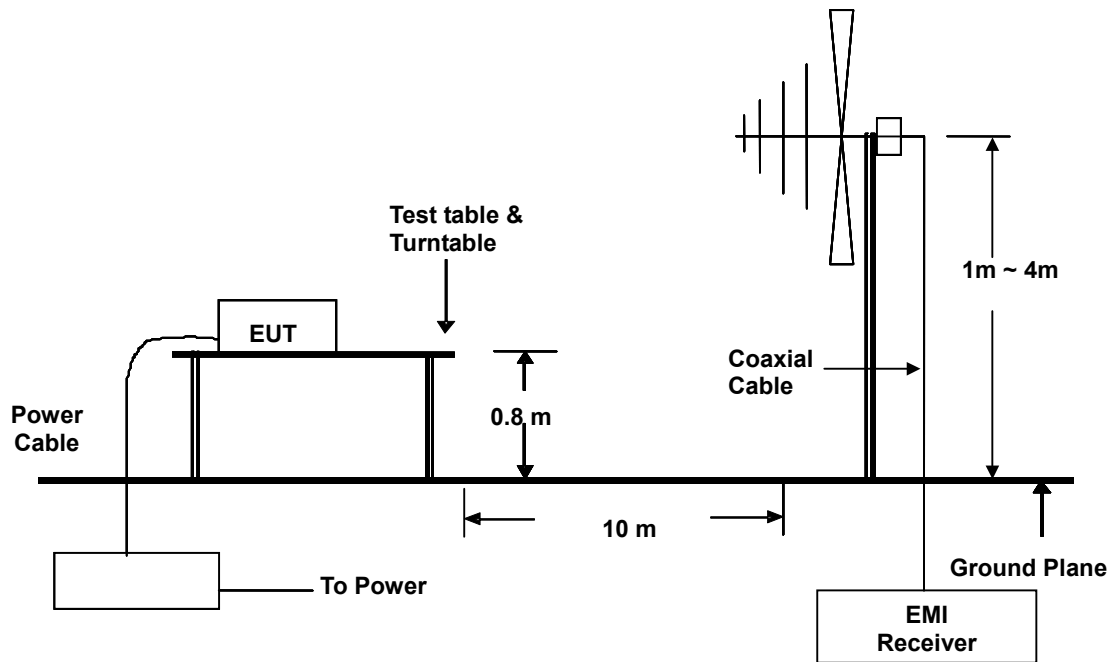 Test table &
Turntable
EUT
1m ~ 4m
Coaxial
Cable
0.8 m
Power
Cable
10 m
To Power
Ground Plane
EMI
Receiver